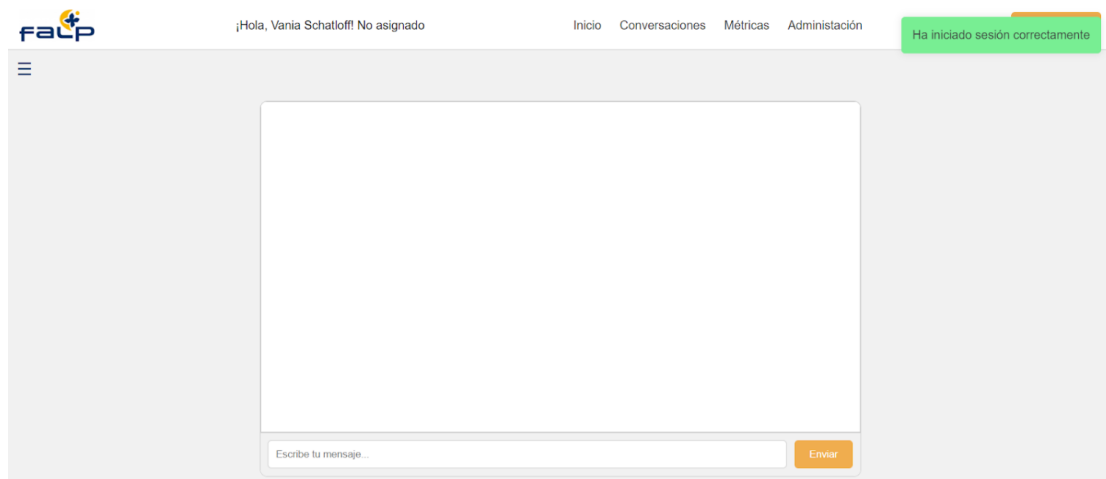 falp
¡Hola, Vania Schatloff! No asignado
Inicio
Conversaciones
Métricas
Administación
Ha iniciado sesión correctamente
☰
Escribe tu mensaje...
Enviar